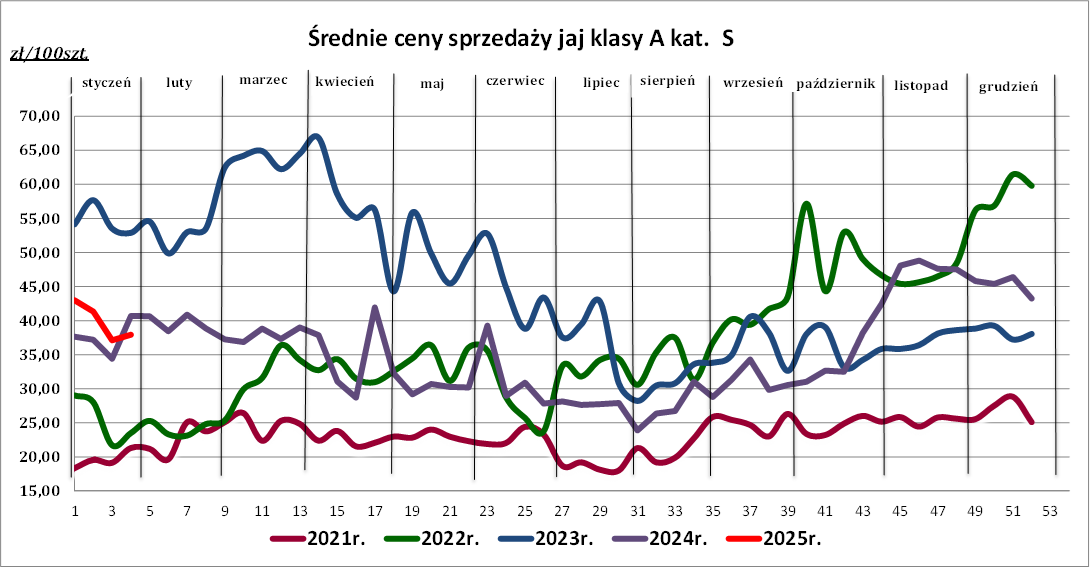 Średnie ceny sprzedaży jaj klasy A kat. S
zł/100szt.
styczeń luty marzec kwiecień maj czerwiec lipiec sierpień wrzesień październik listopad grudzień
70,00
65,00
60,00
55,00
50,00
45,00
40,00
35,00
30,00
25,00
20,00
15,00
1 3 5 7 9 11 13 15 17 19 21 23 25 27 29 31 33 35 37 39 41 43 45 47 49 51 53
2021r. 2022r. 2023r. 2024r. 2025r.